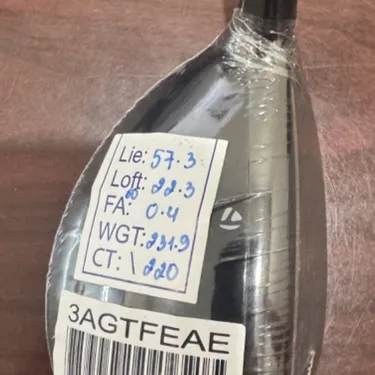 Lie: 57.3
Loft: 22.3
FA: 0.4
WGT: 231.9
CT: \ 220
3AGTFEAE